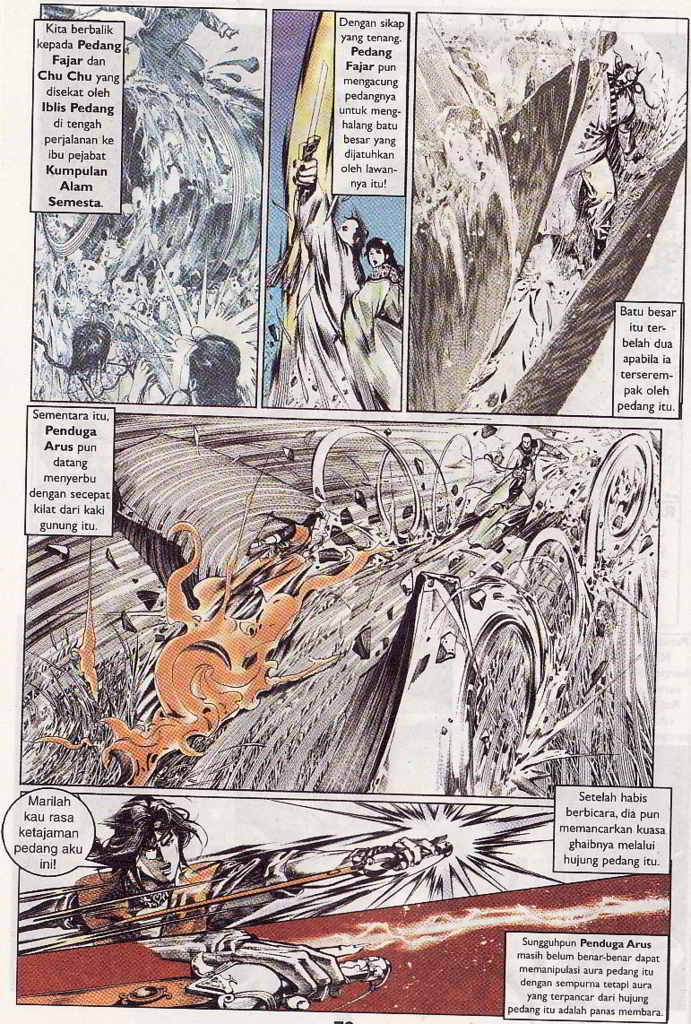 Kita berbalik
kepada Pedang
Fajar dan
Chu Chu yang
disekat oleh
Iblis Pedang
di tengah
perjalanan ke
ibu pejabat
Kumpulan
Alam
Semesta.
Dengan sikap
yang tenang,
Pedang
Fajar pun
mengacung
pedangnya
untuk meng-
halang batu
besar yang
dijatuhkan
oleh lawan-
nya itu!
Batu besar
itu ter-
belah dua
apabila ia
terserem-
pak oleh
pedang itu.
Sementara itu,
Penduga
Arus pun
datang
menyerbu
dengan secepat
kilat dari kaki
gunung itu.
Marilah
kau rasa
ketajaman
pedang aku
ini!
Setelah habis
berbicara, dia pun
memancarkan kuasa
ghaibnya melalui
hujung pedang itu.
Sungguhpun Penduga Arus
masih belum benar-benar dapat
memanipulasi aura pedang itu
dengan sempurna tetapi aura
yang terpancar dari hujung
pedang itu adalah panas membara.